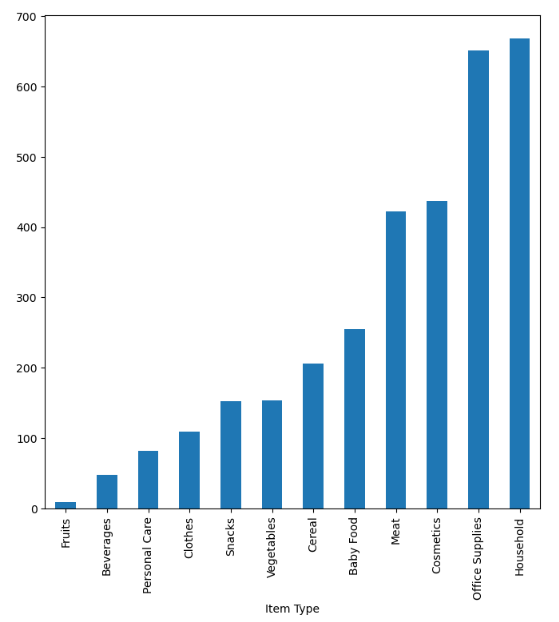 700
600
500
400
300
200
100
0
Fruits
Beverages
Personal Care
Clothes
Snacks
Vegetables
Cereal
Baby Food
Meat
Cosmetics
Office Supplies
Household
Item Type